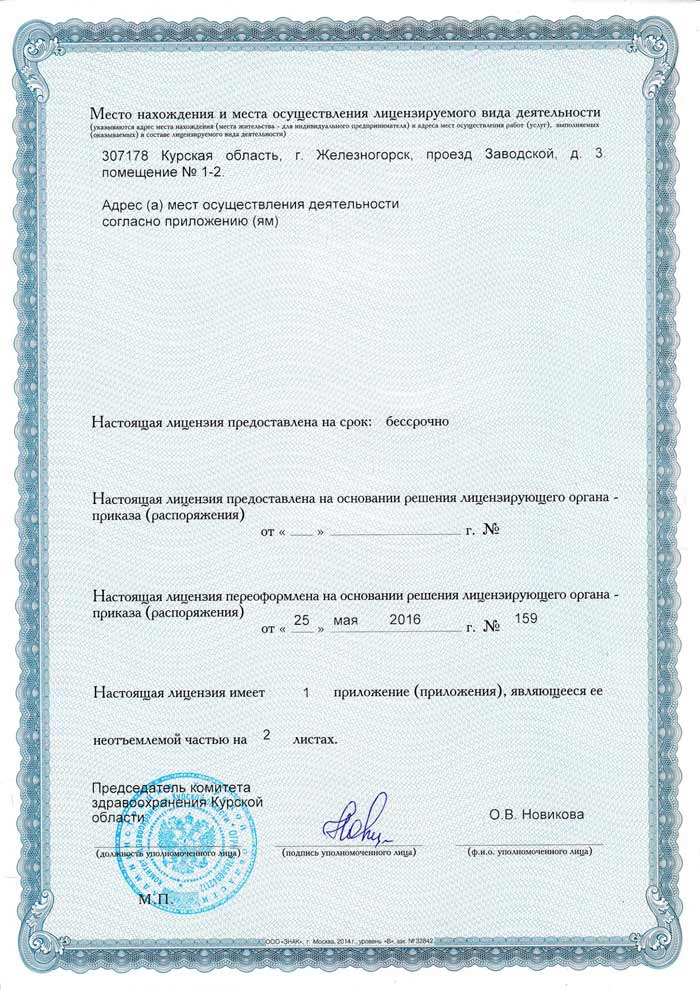 Место нахождения и места осуществления лицензируемого вида деятельности
(указываются адрес места нахождения (места жительства - для индивидуального предпринимателя) и адреса мест осуществления работ (услуг), выполняемых
(оказываемых) в составе лицензируемого вида деятельности)
307178 Курская область, г. Железногорск, проезд Заводской, д. 3.
помещение № 1-2.
Адрес (а) мест осуществления деятельности
согласно приложению (ям)
Настоящая лицензия предоставлена на срок: бессрочно
Настоящая лицензия предоставлена на основании решения лицензирующего органа -
приказа (распоряжения)
от « ___ » ____________________ г. №
Настоящая лицензия переоформлена на основании решения лицензирующего органа -
приказа (распоряжения)
от « 25 » мая 2016 г. № 159
Настоящая лицензия имеет 1 приложение (приложения), являющееся ее
неотъемлемой частью на 2 листах.
Председатель комитета
здравоохранения Курской
области
О.В. Новикова
(должность уполномоченного лица) (подпись уполномоченного лица) (ф.и.о. уполномоченного лица)
М.П.
ООО «ЗНАК», г. Москва, 2014 г., уровень «В», зак. № 32842